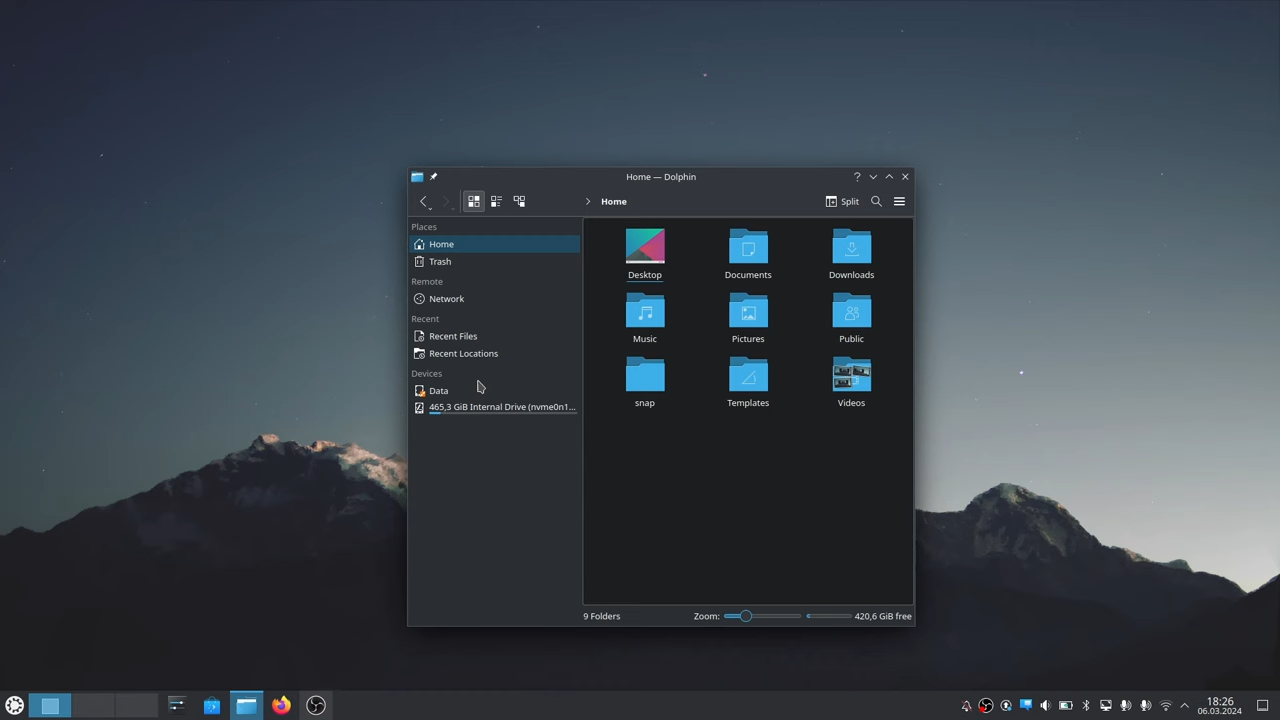 Home — Dolphin
Home
Split
Places
Home
Trash
Remote
Network
Recent
Recent Files
Recent Locations
Devices
Data
465,3 GiB Internal Drive (nvme0n1...
Desktop
Documents
Downloads
Music
Pictures
Public
snap
Templates
Videos
9 Folders
Zoom:
420,6 GiB free
18:26
06.03.2024